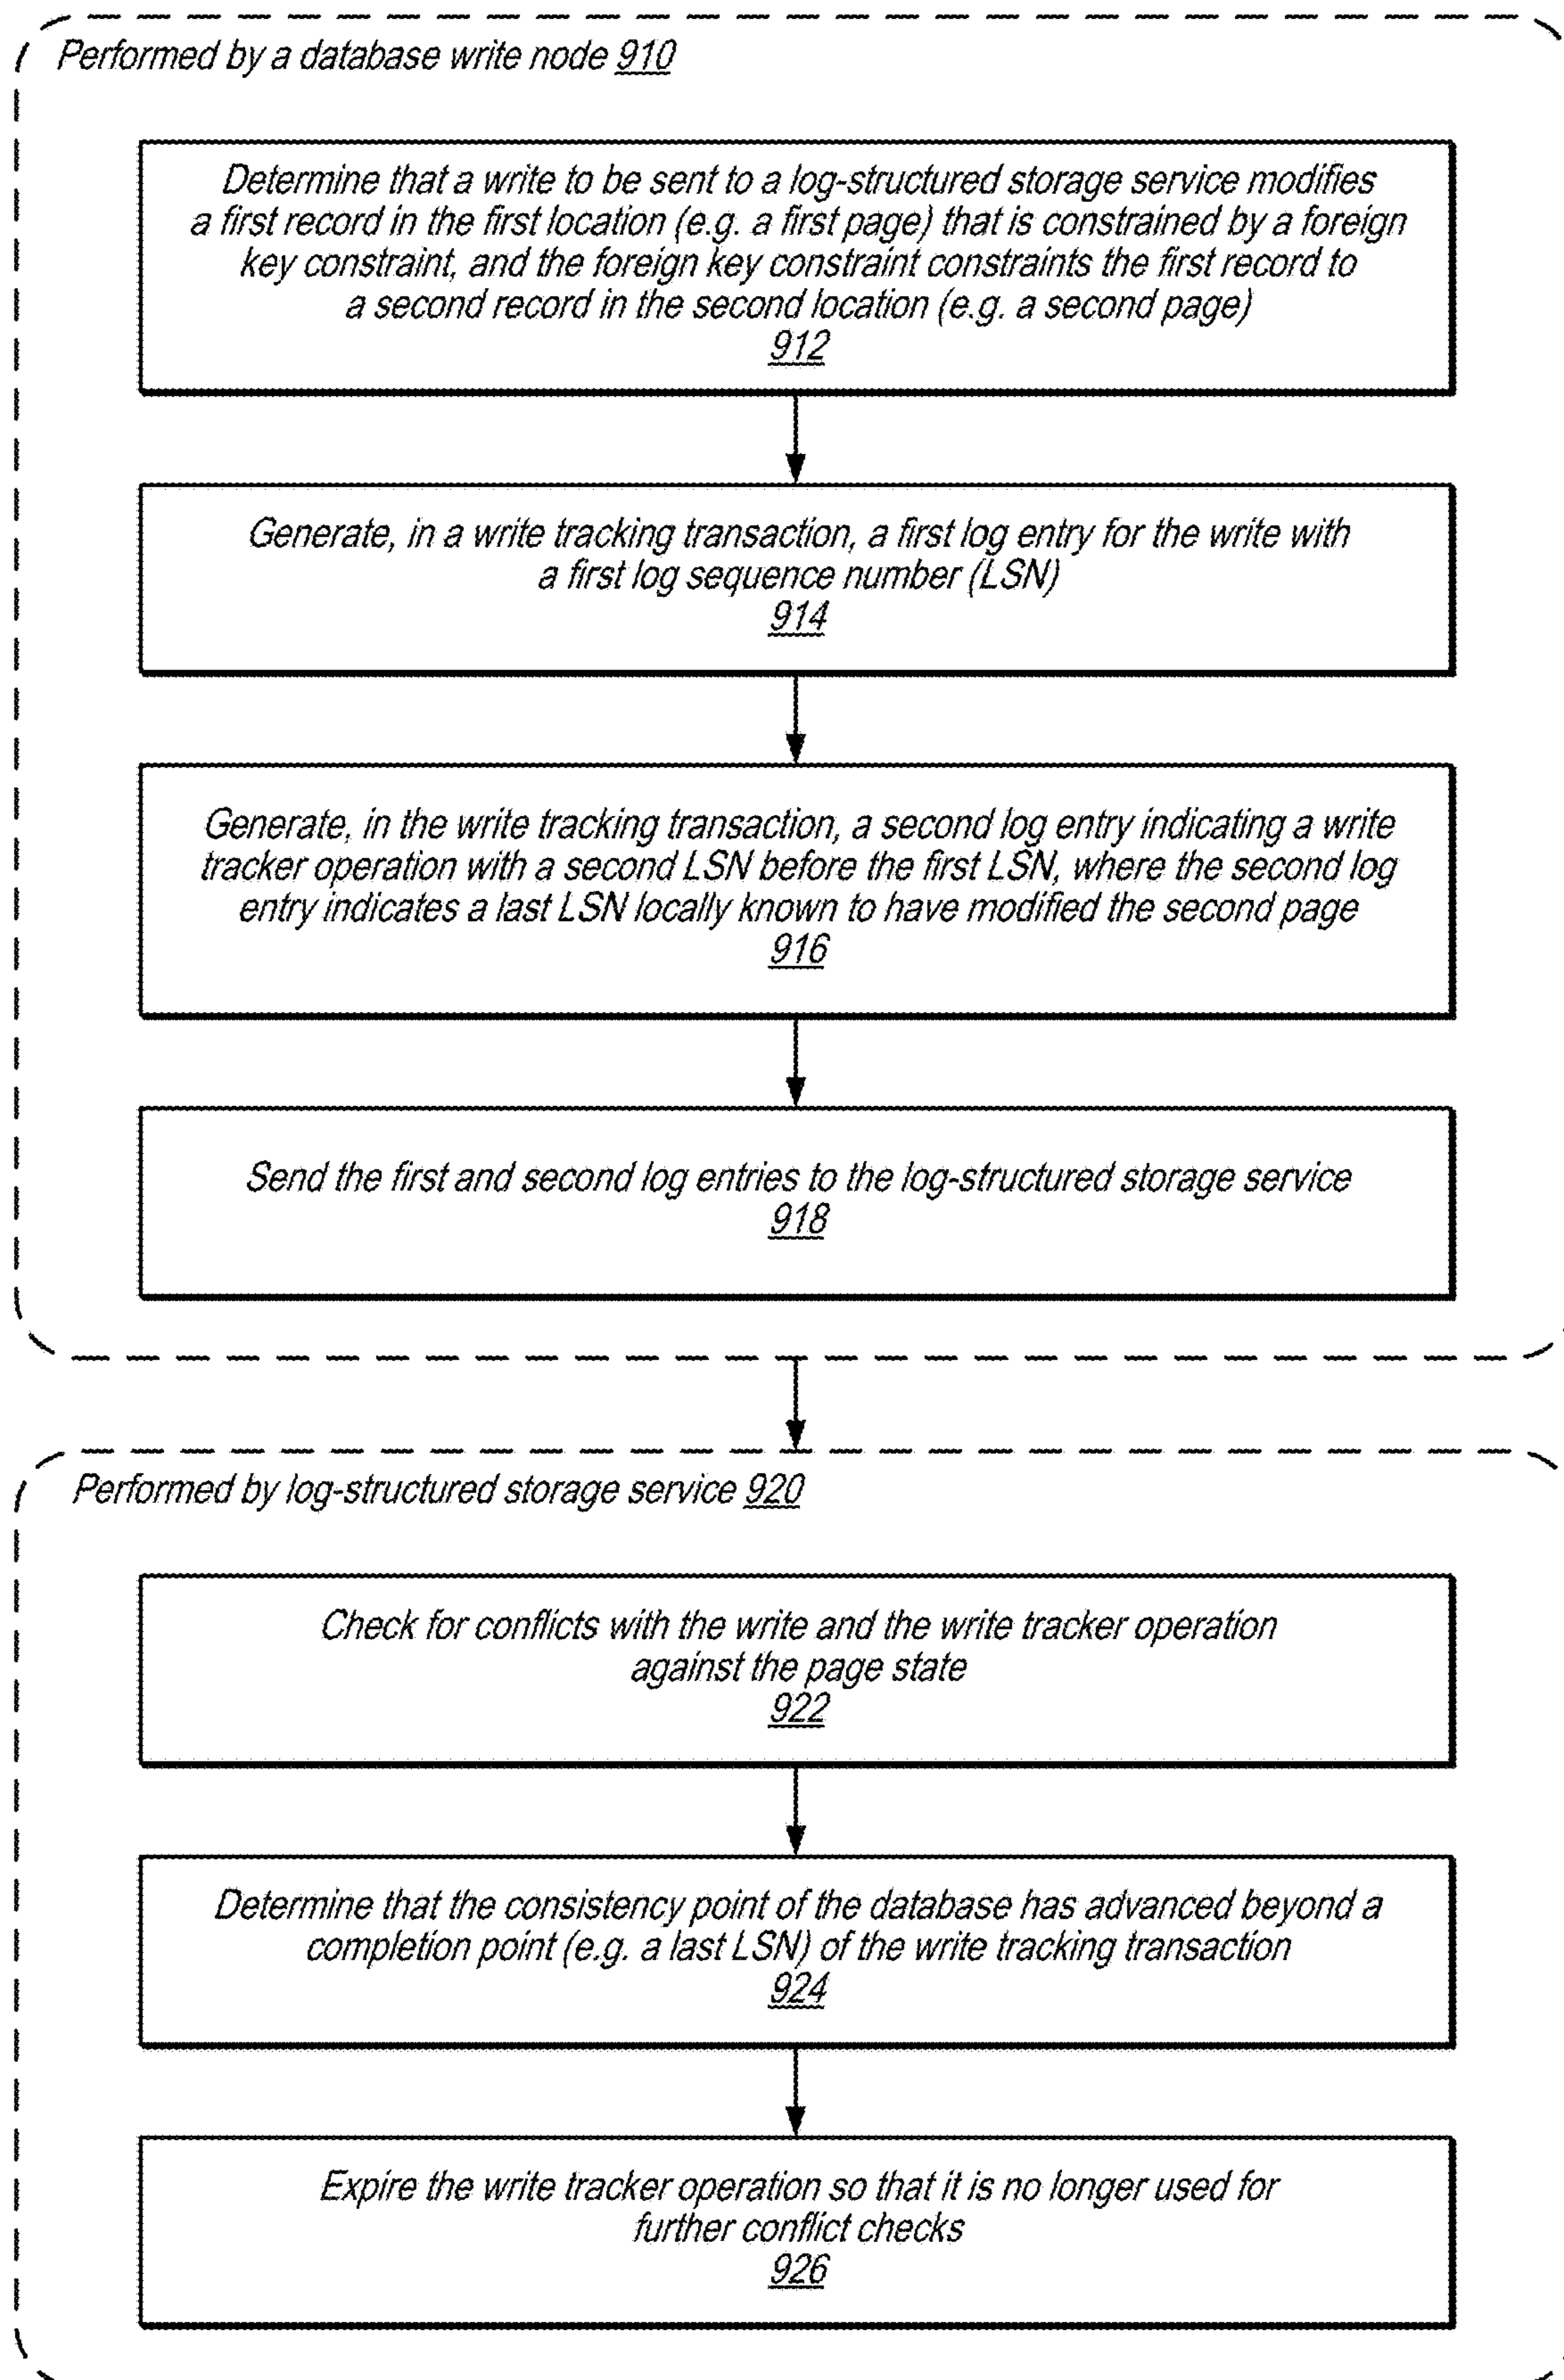 Performed by a database write node 910
Determine that a write to be sent to a log-structured storage service modifies
a first record in the first location (e.g. a first page) that is constrained by a foreign
key constraint, and the foreign key constraint constraints the first record to
a second record in the second location (e.g. a second page)
912
Generate, in a write tracking transaction, a first log entry for the write with
a first log sequence number (LSN)
914
Generate, in the write tracking transaction, a second log entry indicating a write
tracker operation with a second LSN before the first LSN, where the second log
entry indicates a last LSN locally known to have modified the second page
916
Send the first and second log entries to the log-structured storage service
918
Performed by log-structured storage service 920
Check for conflicts with the write and the write tracker operation
against the page state
922
Determine that the consistency point of the database has advanced beyond a
completion point (e.g. a last LSN) of the write tracking transaction
924
Expire the write tracker operation so that it is no longer used for
further conflict checks
926